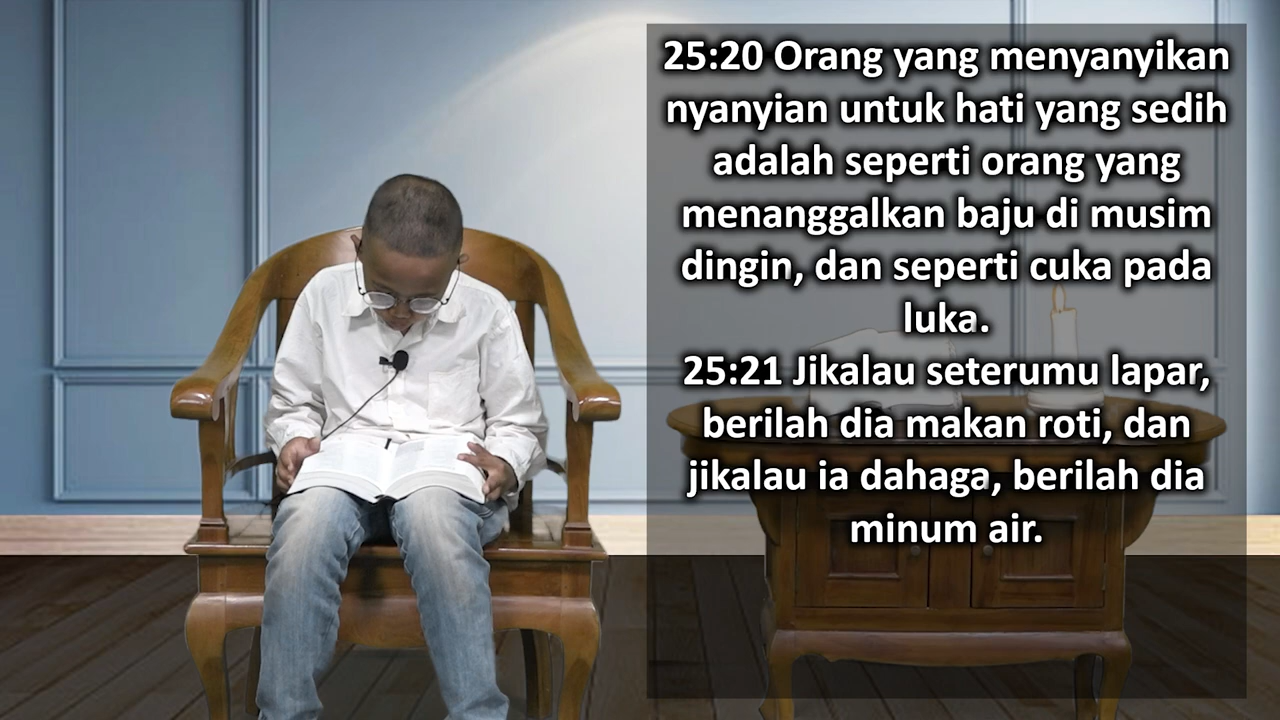 25:20 Orang yang menyanyikan
nyanyian untuk hati yang sedih
adalah seperti orang yang
menanggalkan baju di musim
dingin, dan seperti cuka pada
luka.
25:21 Jikalau seterumu lapar,
berilah dia makan roti, dan
jikalau ia dahaga, berilah dia
minum air.